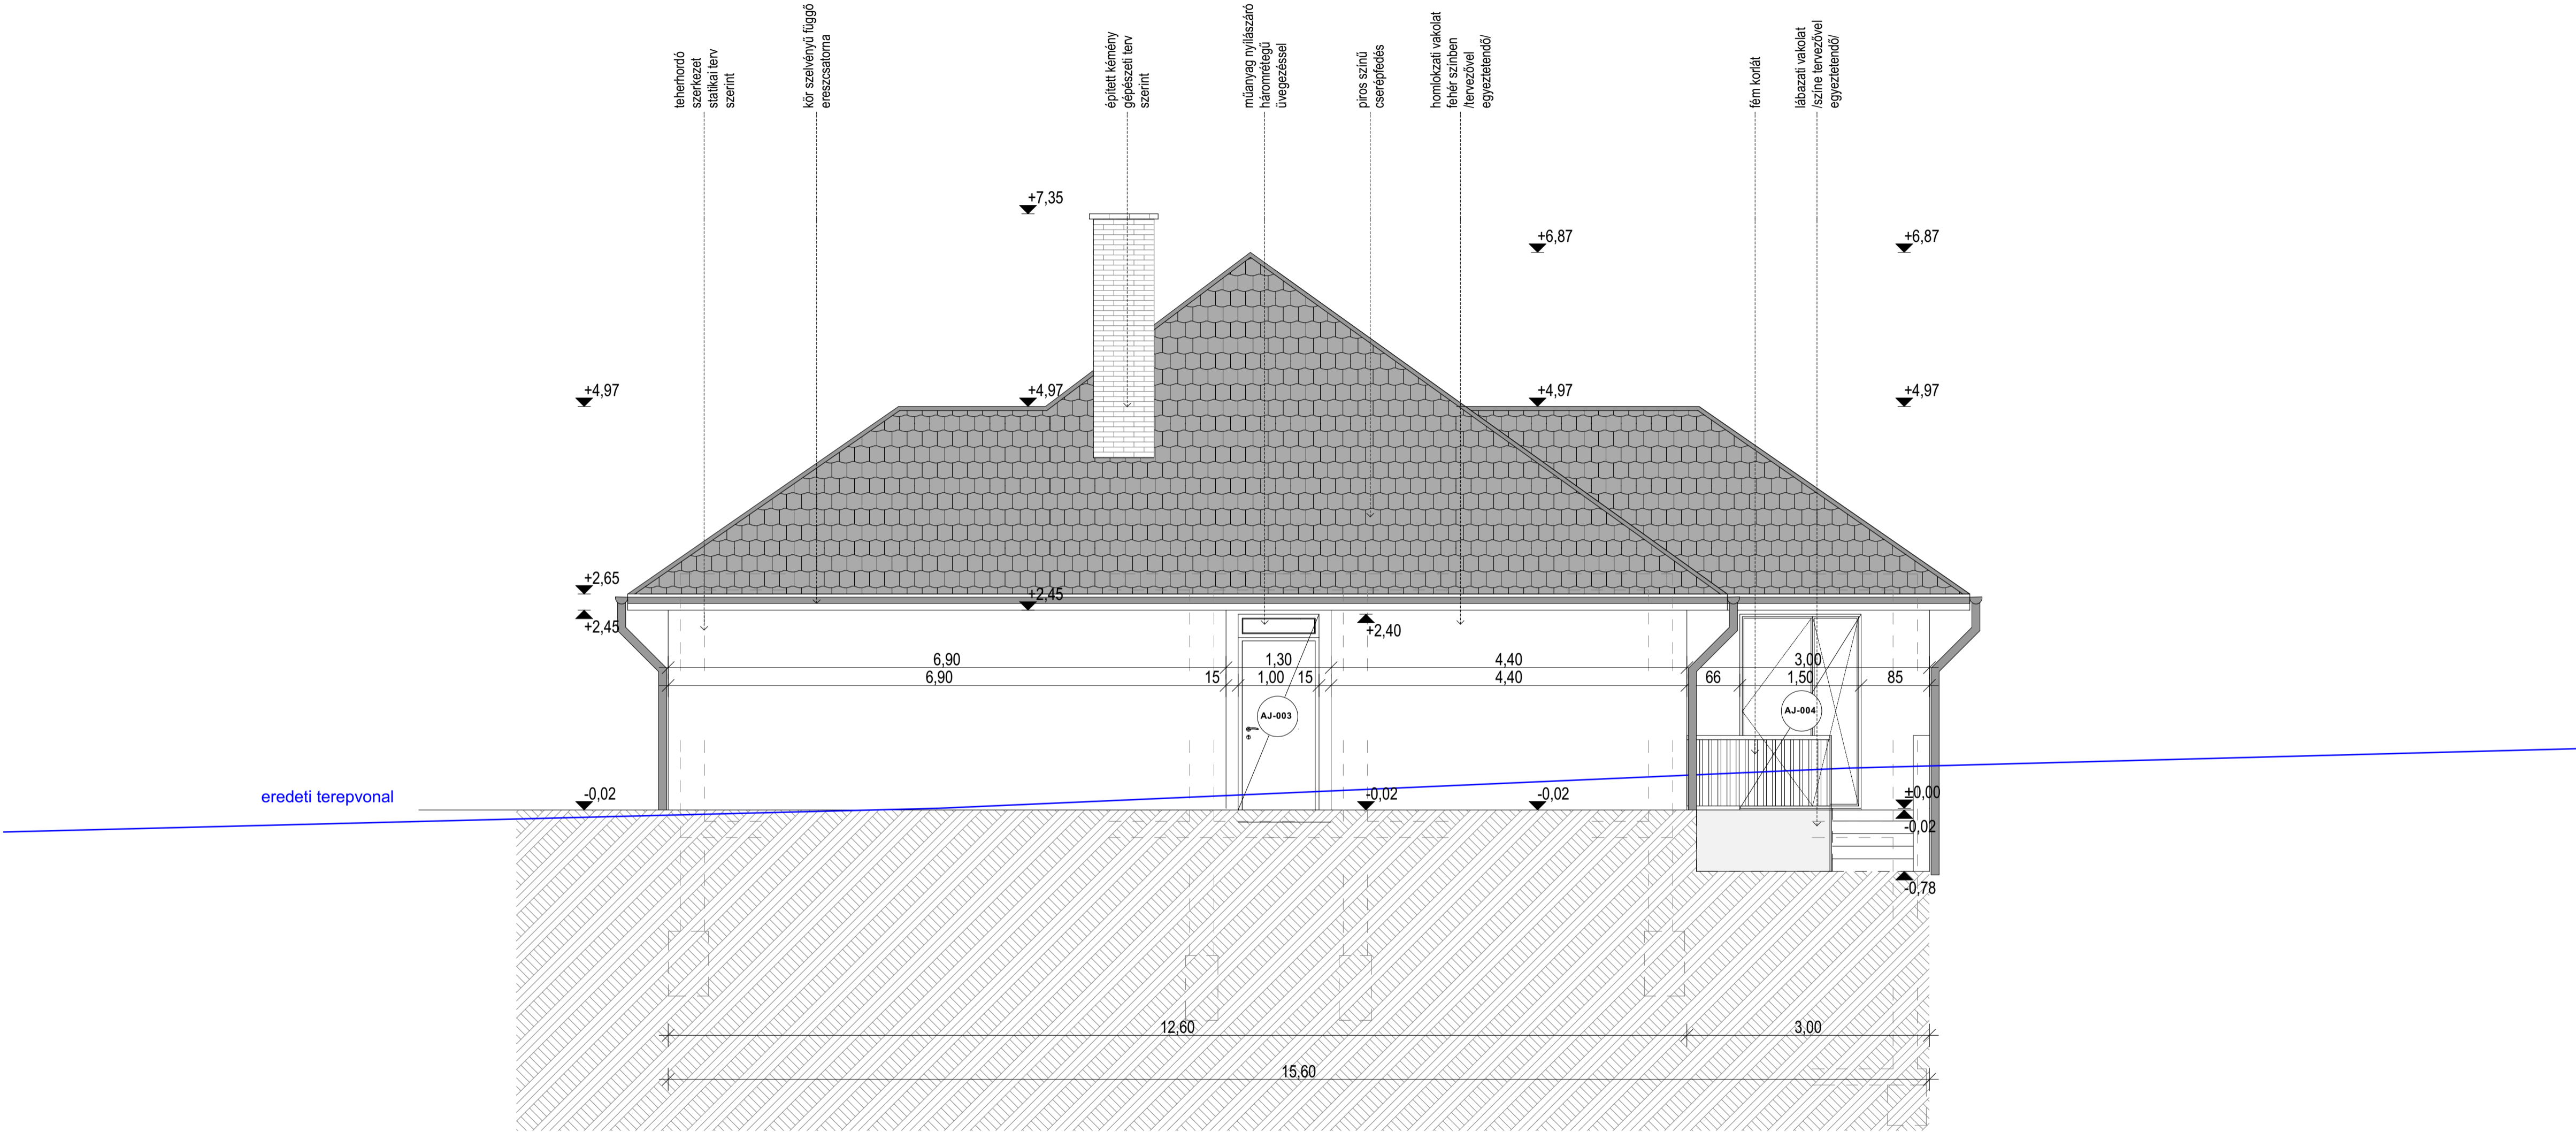 teherhordó
szerkezet
statikai terv
szerint
kör szelvényű függő
ereszcsatorna
épített kémény
gépészeti terv
szerint
műanyag nyílászáró
háromrétegű
üvegezéssel
piros színű
cserépfedés
homlokzati vakolat
fehér színben
/tervezővel
egyeztetendő/
fém korlát
lábazati vakolat
/színe tervezővel
egyeztetendő/
+7,35
+6,87
+6,87
+4,97
+4,97
+4,97
+4,97
+2,65
+2,45
+2,45
+2,40
6,90
1,30
4,40
3,00
6,90
15
1,00
15
4,40
66
1,50
85
AJ-003
AJ-004
eredeti terepvonal
-0,02
-0,02
-0,02
±0,00
-0,02
-0,78
12,60
3,00
15,60